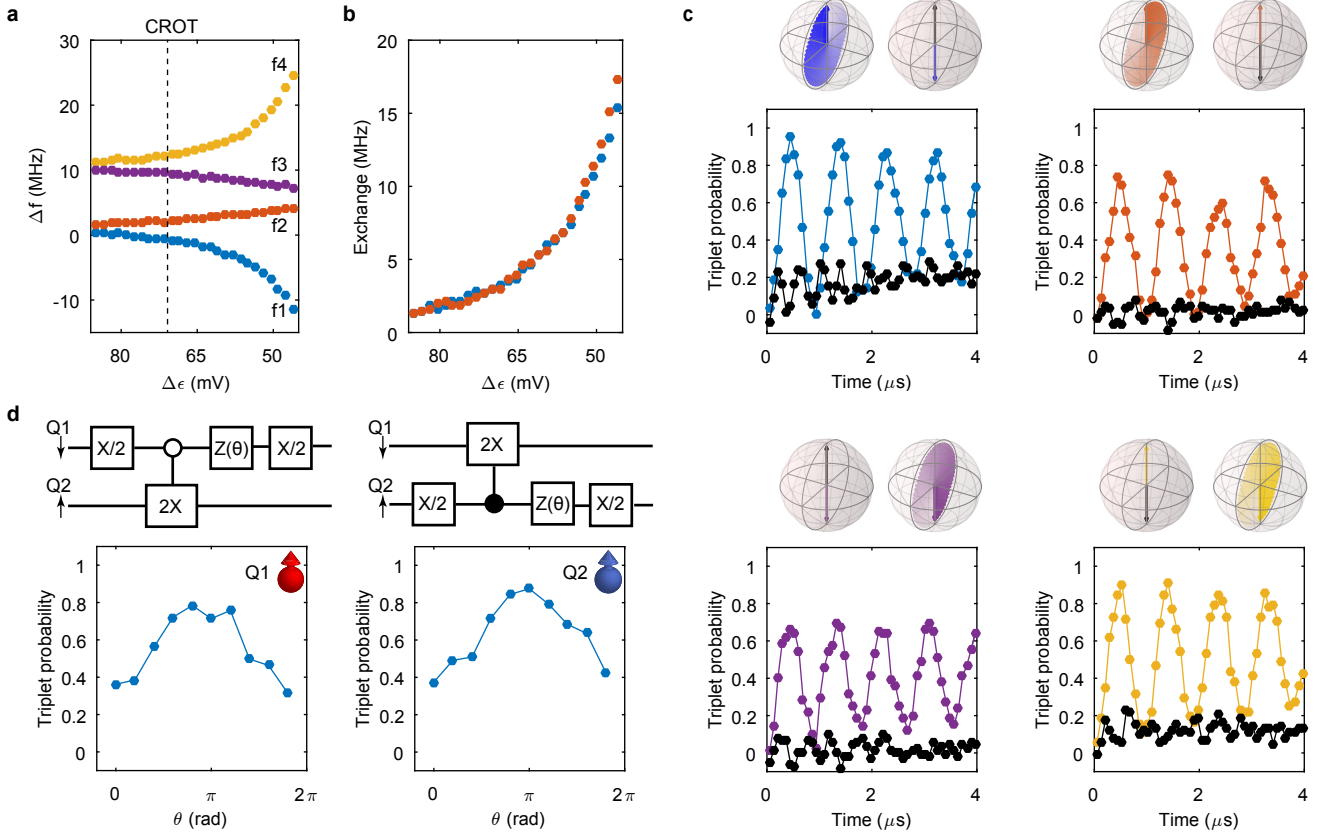 a
CROT
30
20
10
0
-10
Δf (MHz)
f4
f3
f2
f1
80
65
50
Δϵ (mV)
b
20
15
10
5
0
Exchange (MHz)
80
65
50
Δϵ (mV)
c
1
0.8
0.6
0.4
0.2
0
Triplet probability
0
2
4
Time (μs)
1
0.8
0.6
0.4
0.2
0
Triplet probability
0
2
4
Time (μs)
1
0.8
0.6
0.4
0.2
0
Triplet probability
0
2
4
Time (μs)
1
0.8
0.6
0.4
0.2
0
Triplet probability
0
2
4
Time (μs)
d
Q1
X/2
Z(θ)
X/2
Q2
2X
Q1
2X
Q2
X/2
Z(θ)
X/2
1
0.8
0.6
0.4
0.2
0
Triplet probability
Q1
0
π
2π
θ (rad)
1
0.8
0.6
0.4
0.2
0
Triplet probability
Q2
0
π
2π
θ (rad)